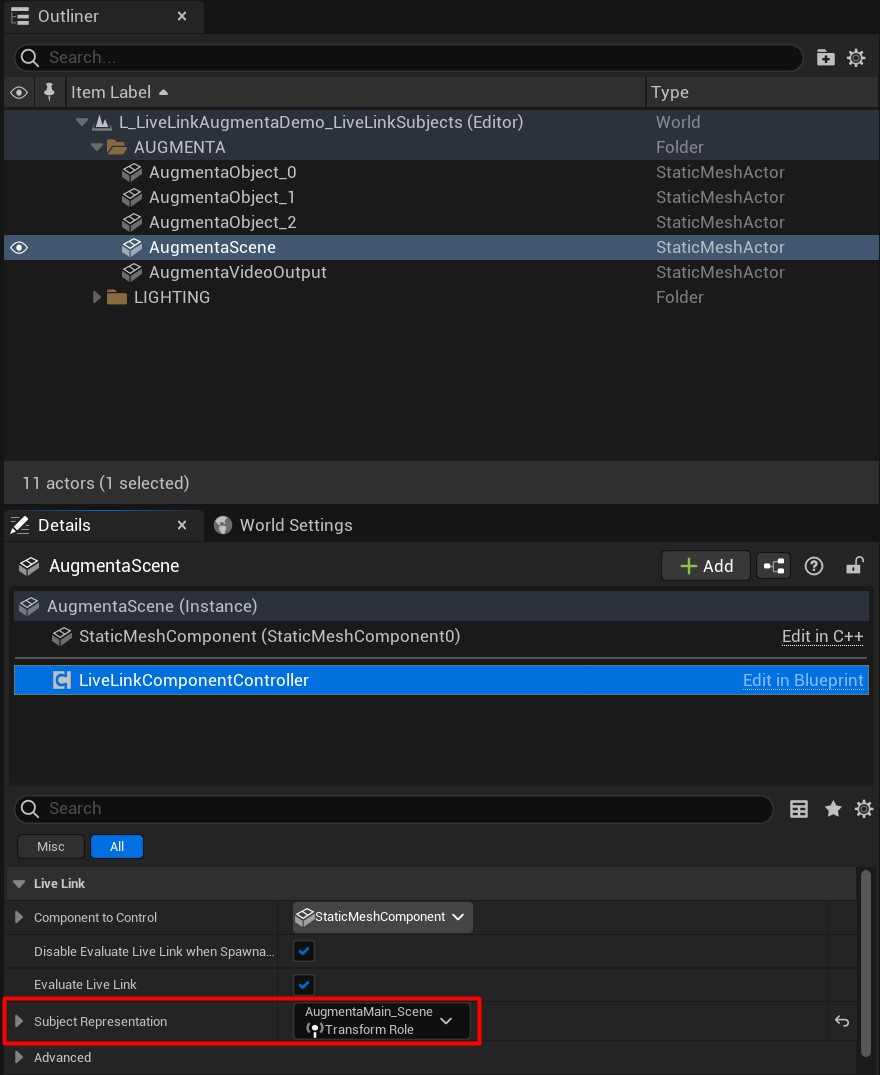 Outliner
Search...
Item Label Type
L_LiveLinkAugmentaDemo_LiveLinkSubjects (Editor) World
AUGMENTA Folder
AugmentaObject_0 StaticMeshActor
AugmentaObject_1 StaticMeshActor
AugmentaObject_2 StaticMeshActor
AugmentaScene StaticMeshActor
AugmentaVideoOutput StaticMeshActor
LIGHTING Folder
11 actors (1 selected)
Details World Settings
AugmentaScene Add
AugmentaScene (Instance)
StaticMeshComponent (StaticMeshComponent0) Edit in C++
LiveLinkComponentController Edit in Blueprint
Search
Misc All
Live Link
Component to Control StaticMeshComponent
Disable Evaluate Live Link when Spawna...
Evaluate Live Link
Subject Representation AugmentaMain_Scene
Transform Role
Advanced